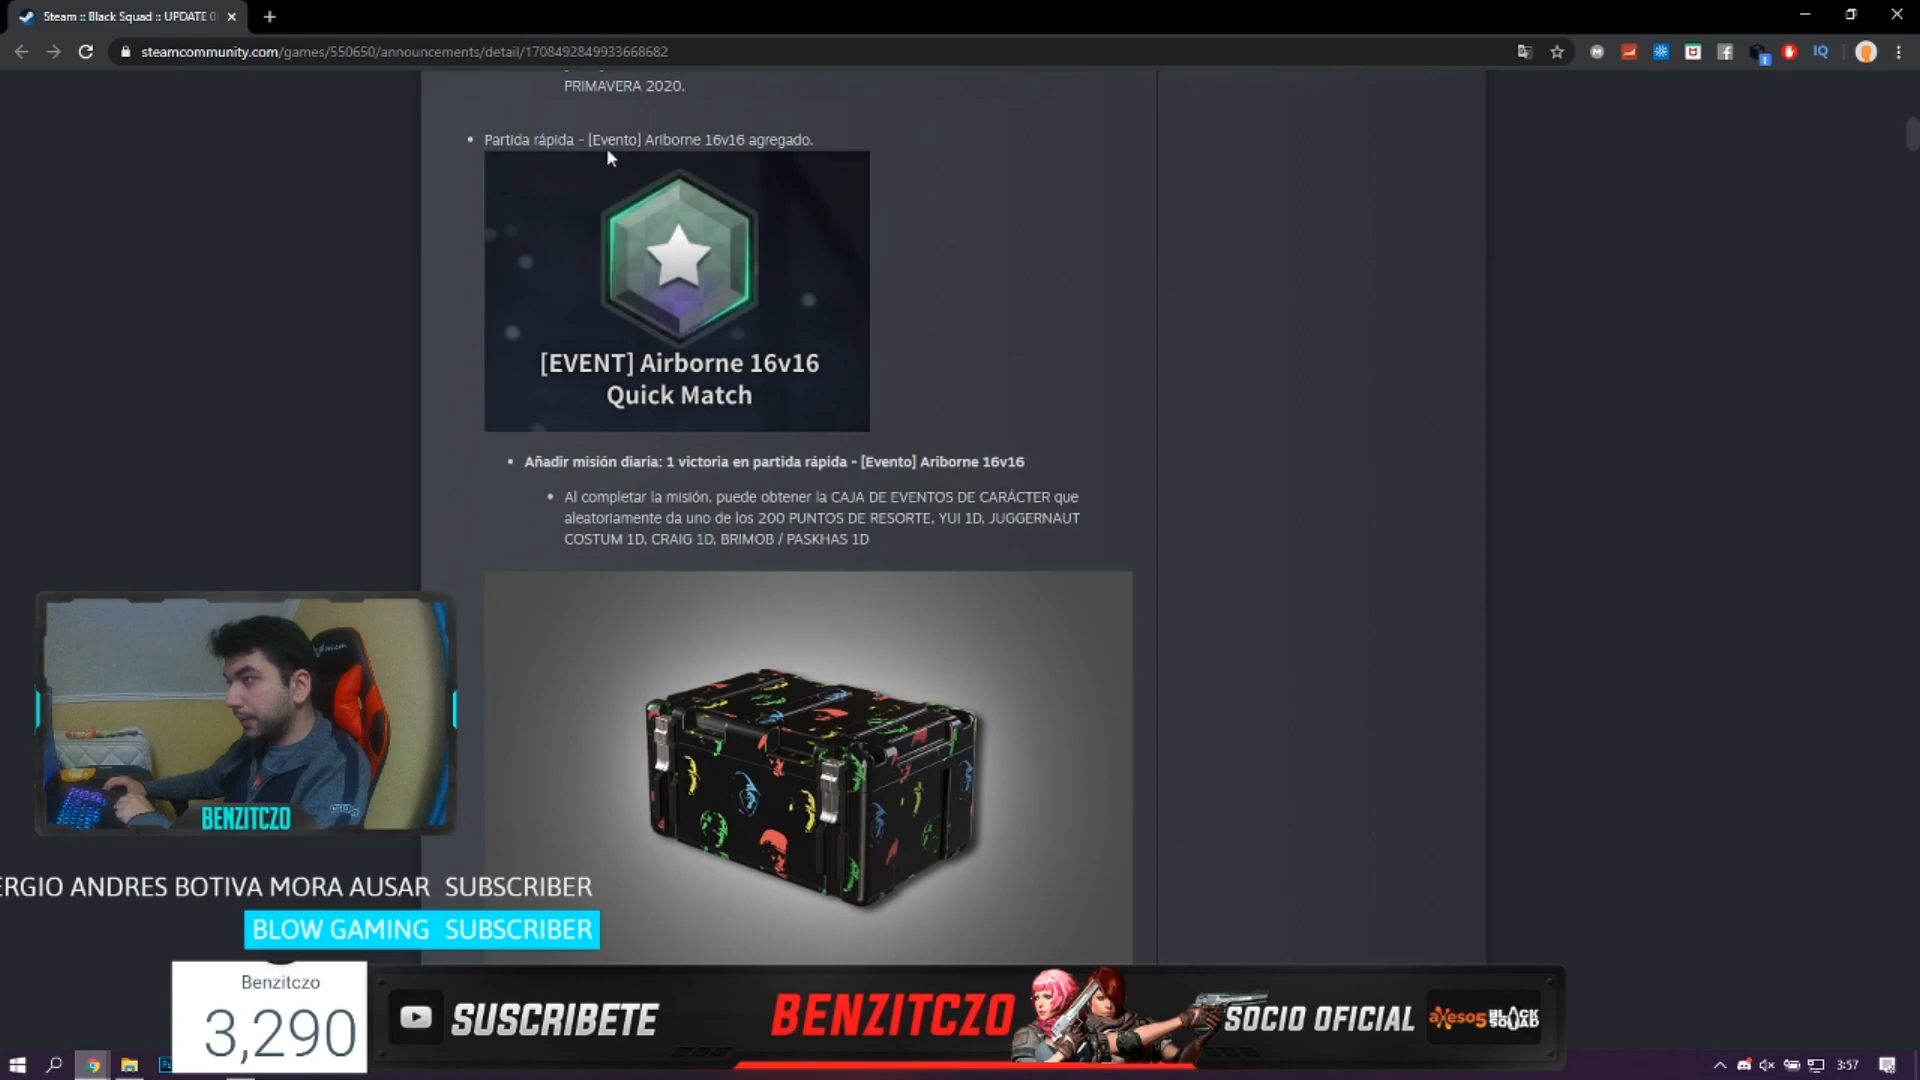 Steam :: Black Squad :: UPDATE 0
steamcommunity.com/games/550650/announcements/detail/1708492849933668682
PRIMAVERA 2020.
Partida rápida - [Evento] Ariborne 16v16 agregado.
[EVENT] Airborne 16v16
Quick Match
Añadir misión diaria: 1 victoria en partida rápida - [Evento] Ariborne 16v16
Al completar la misión, puede obtener la CAJA DE EVENTOS DE CARÁCTER que
aleatoriamente da uno de los 200 PUNTOS DE RESORTE, YUI 1D, JUGGERNAUT
COSTUM 1D, CRAIG 1D, BRIMOB / PASKHAS 1D
BENZITCZO
ERGIO ANDRES BOTIVA MORA AUSAR SUBSCRIBER
BLOW GAMING SUBSCRIBER
Benzitczo
3,290
SUSCRIBETE
BENZITCZO
SOCIO OFICIAL
axeso5
BLACK SQUAD
IQ
1
3:57